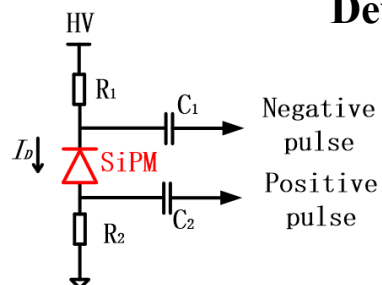 De
HV
R1
C1
Negative
pulse
ID
SiPM
Positive
pulse
C2
R2